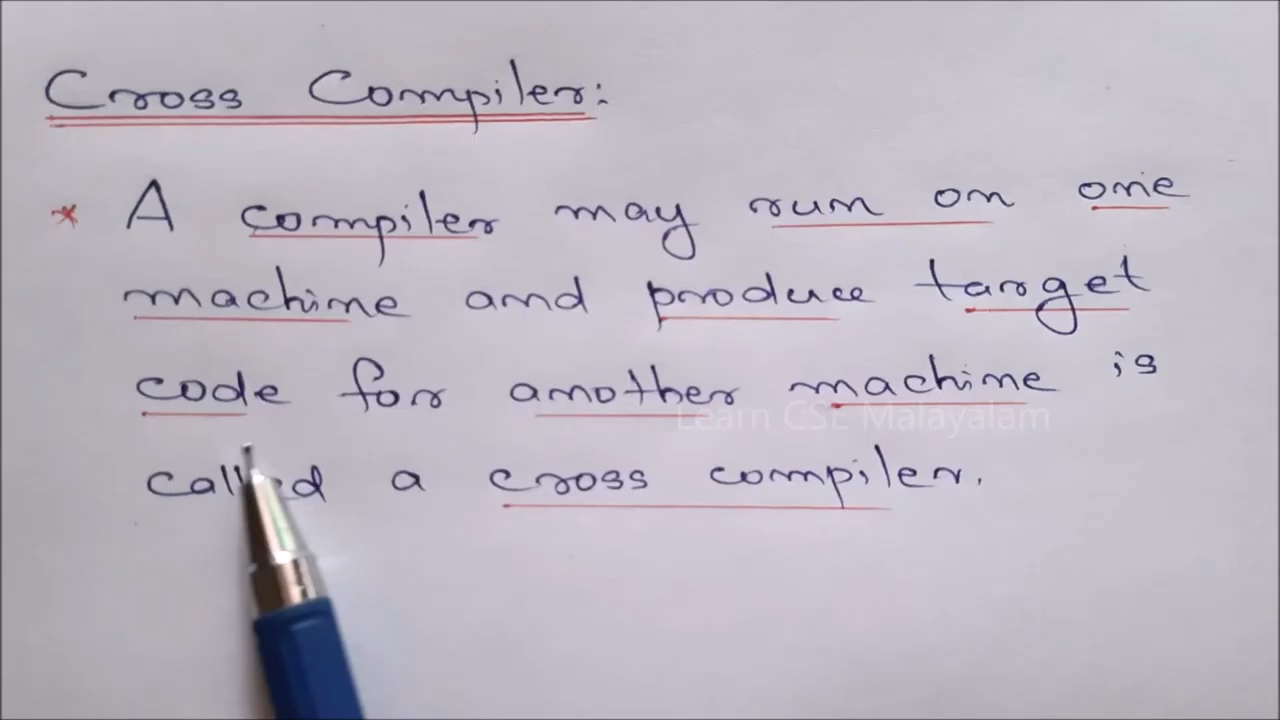 Cross Compiler:
* A compiler may run on one
machine and produce target
code for another machine is
Learn CSE Malayalam
called a cross compiler.